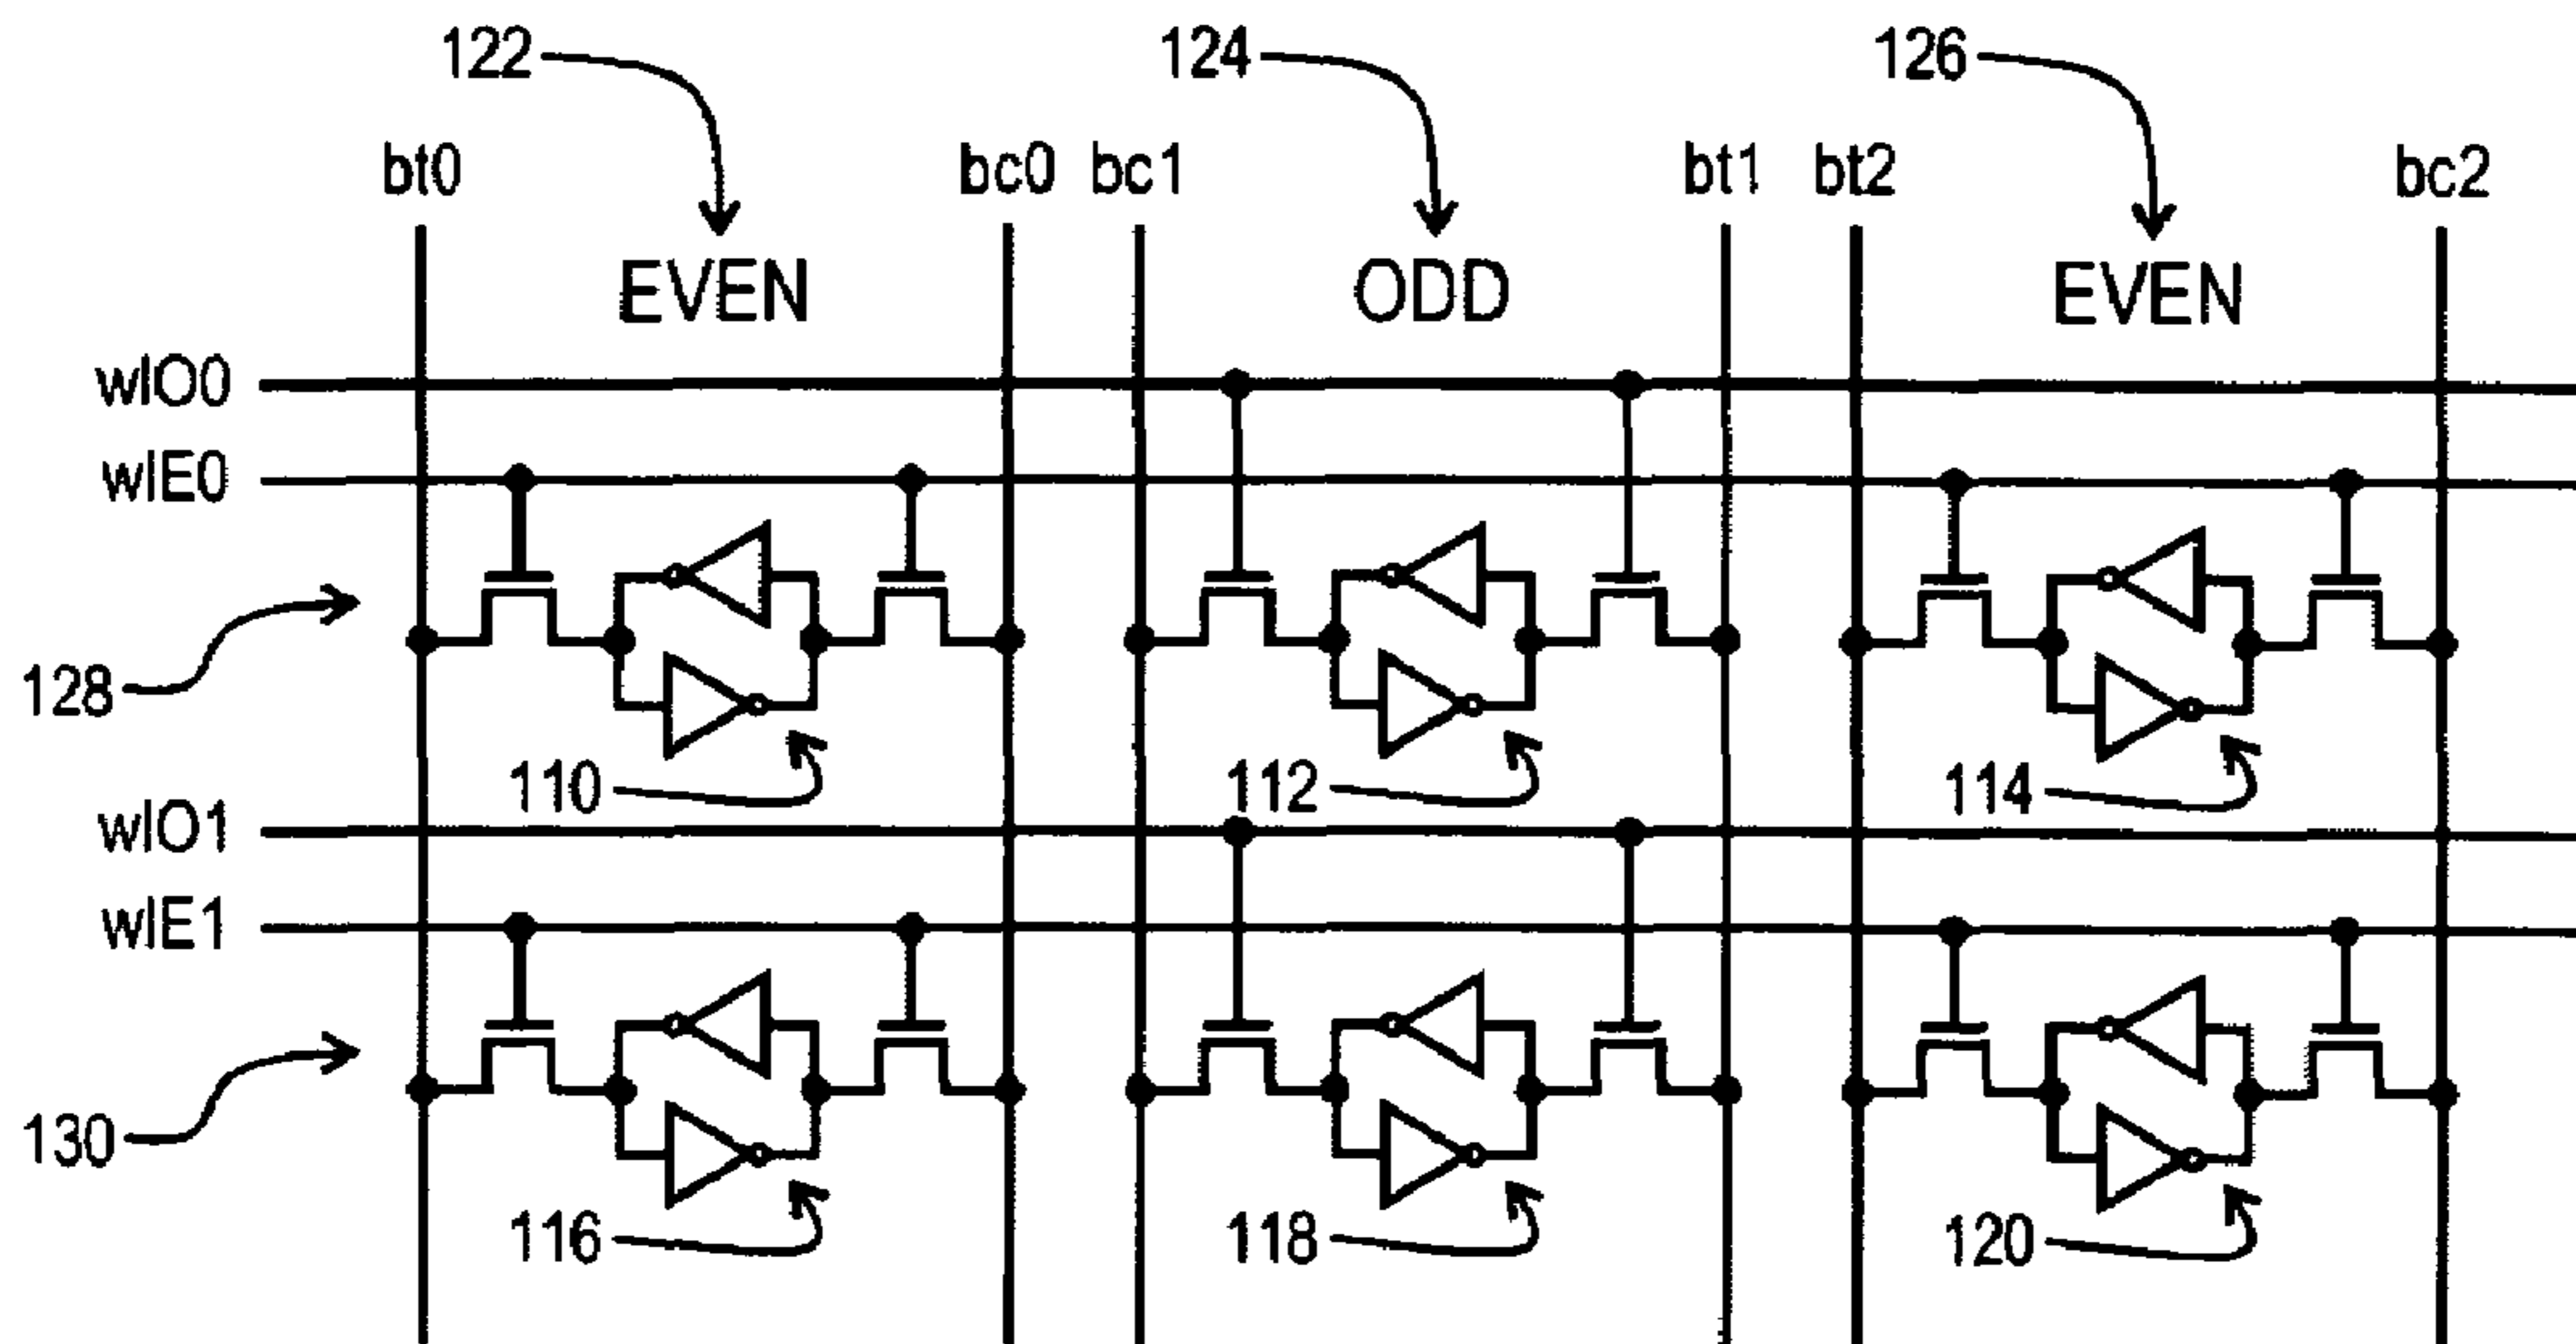 122 124 126
bt0 bc0 bc1 bt1 bt2 bc2
EVEN ODD EVEN
wlO0
wlE0
128
110 112 114
wlO1
wlE1
130
116 118 120